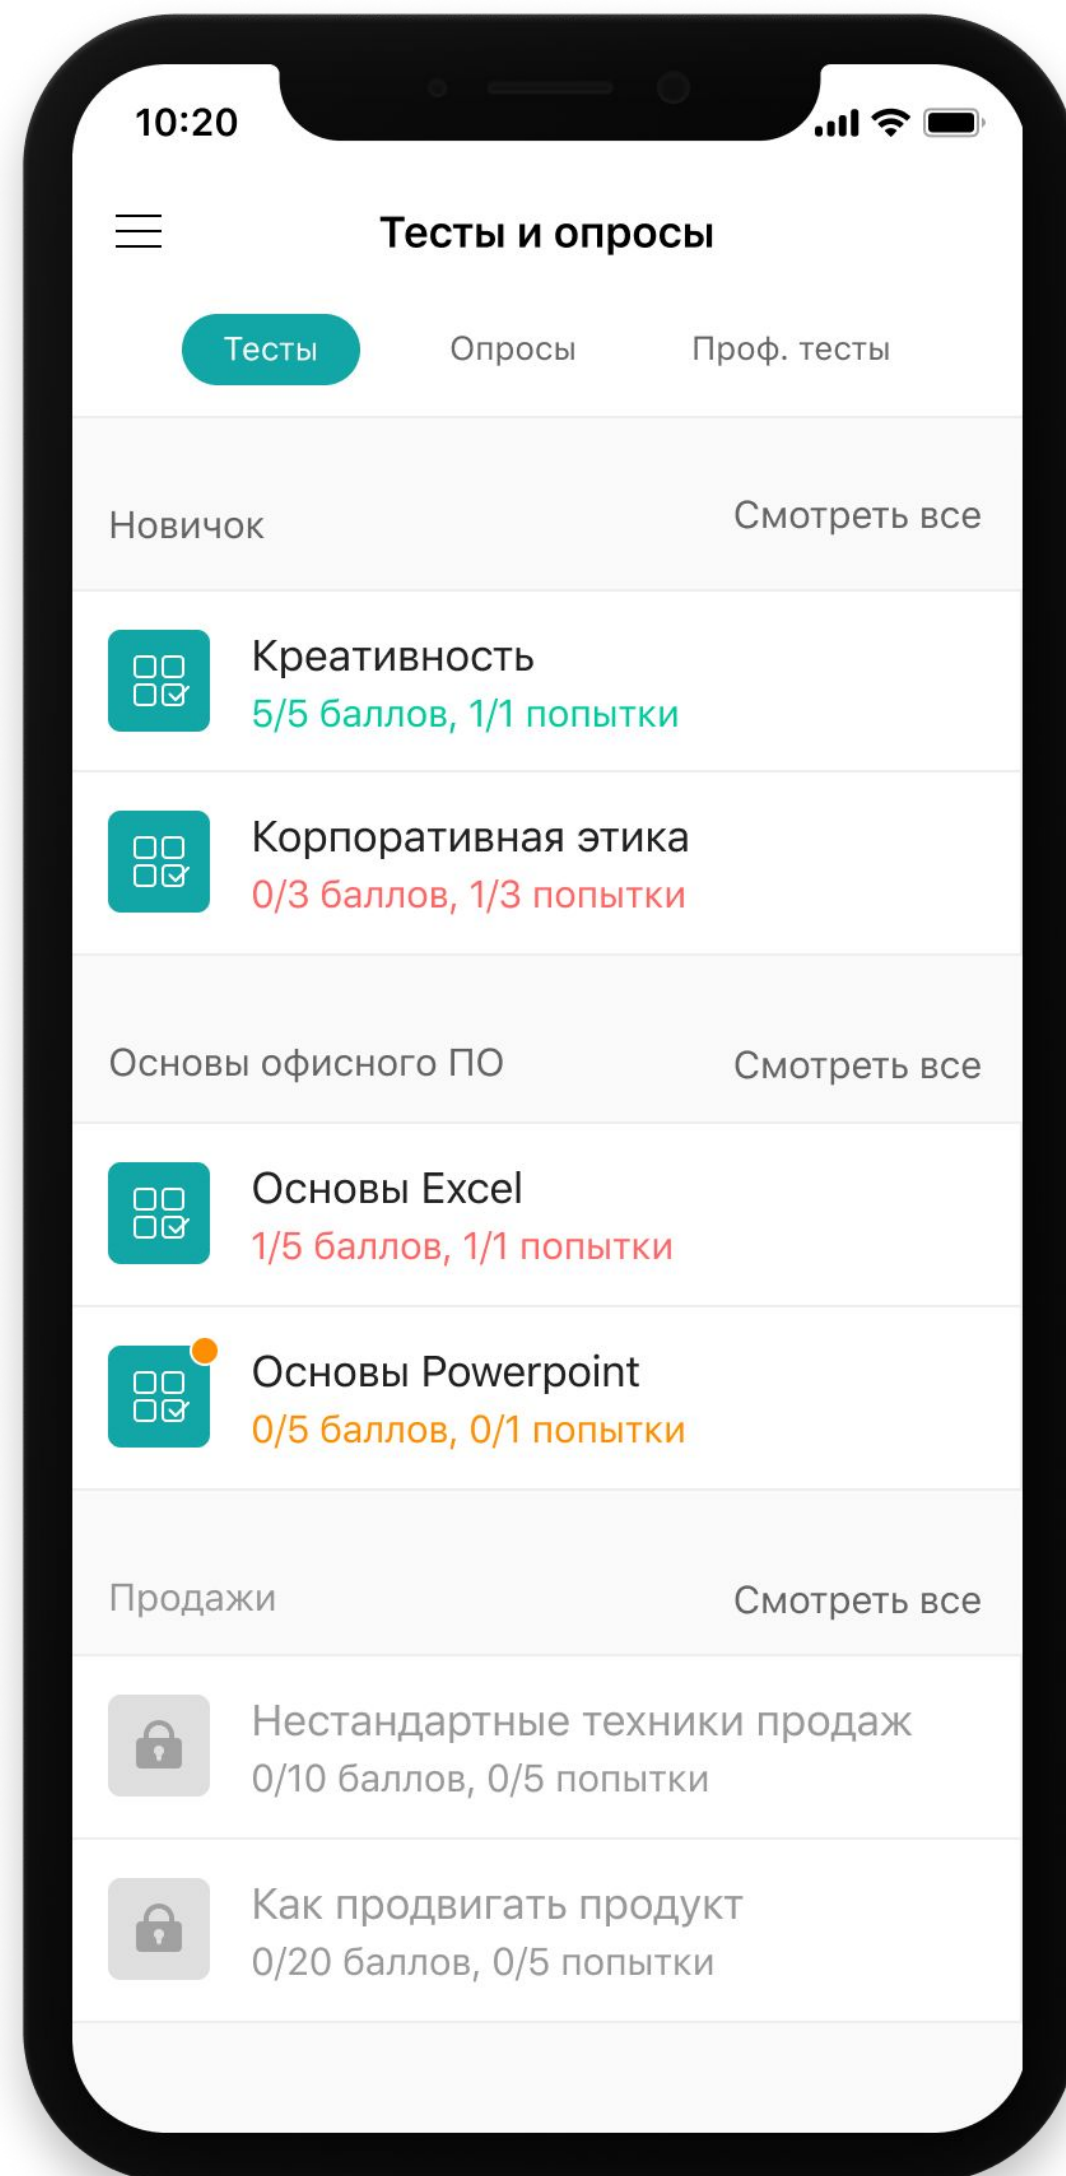 10:20
Тесты и опросы
Тесты Опросы Проф. тесты
Новичок Смотреть все
Креативность
5/5 баллов, 1/1 попытки
Корпоративная этика
0/3 баллов, 1/3 попытки
Основы офисного ПО Смотреть все
Основы Excel
1/5 баллов, 1/1 попытки
Основы Powerpoint
0/5 баллов, 0/1 попытки
Продажи Смотреть все
Нестандартные техники продаж
0/10 баллов, 0/5 попытки
Как продвигать продукт
0/20 баллов, 0/5 попытки